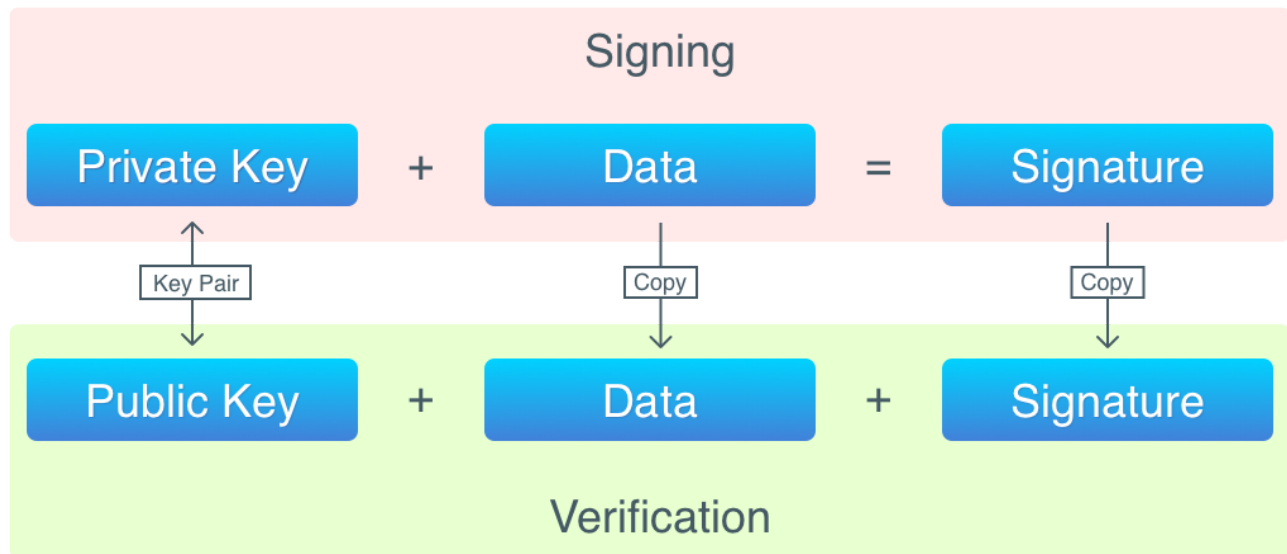 Signing
Private Key + Data = Signature
Key Pair Copy Copy
Public Key + Data + Signature
Verification